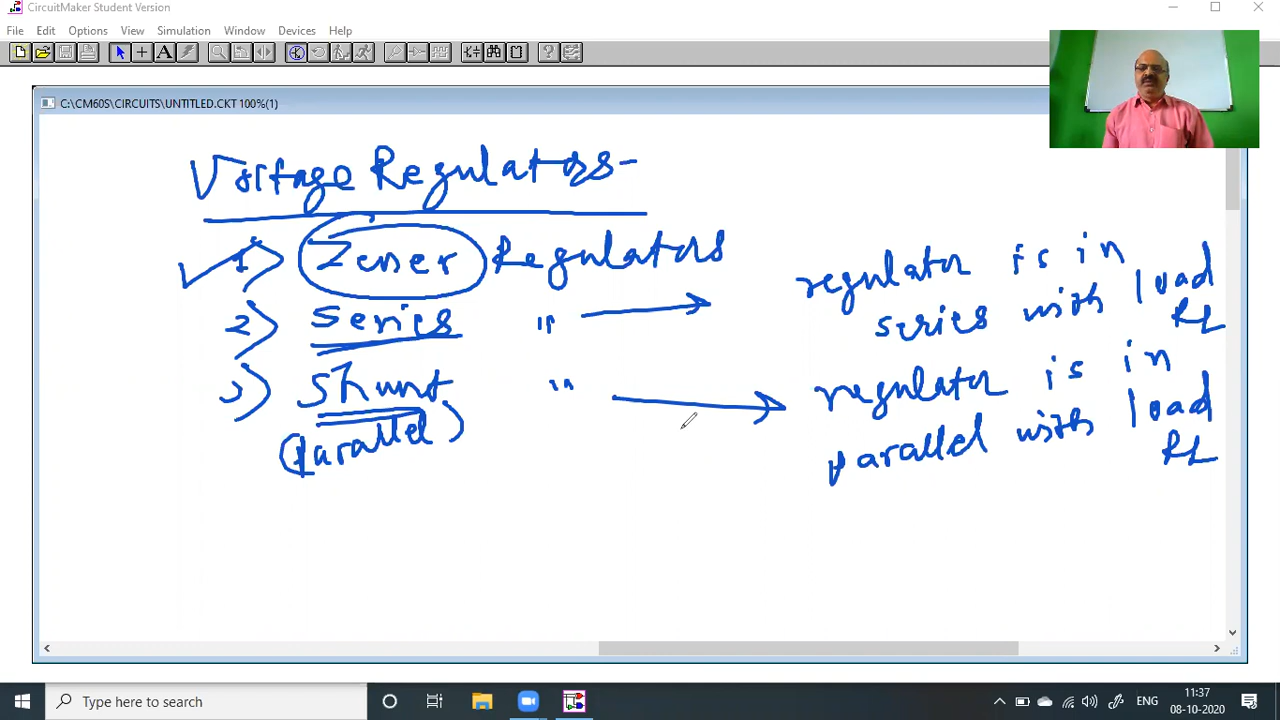 CircuitMaker Student Version
File Edit Options View Simulation Window Devices Help
C:\CM60S\CIRCUITS\UNTITLED.CKT 100%(1)
Voltage Regulators-
1) Zener Regulators
2) Series " → regulator is in
series with load
RL
3) Shunt " → regulator is in
(parallel) parallel with load
RL
Type here to search
ENG
11:37
08-10-2020